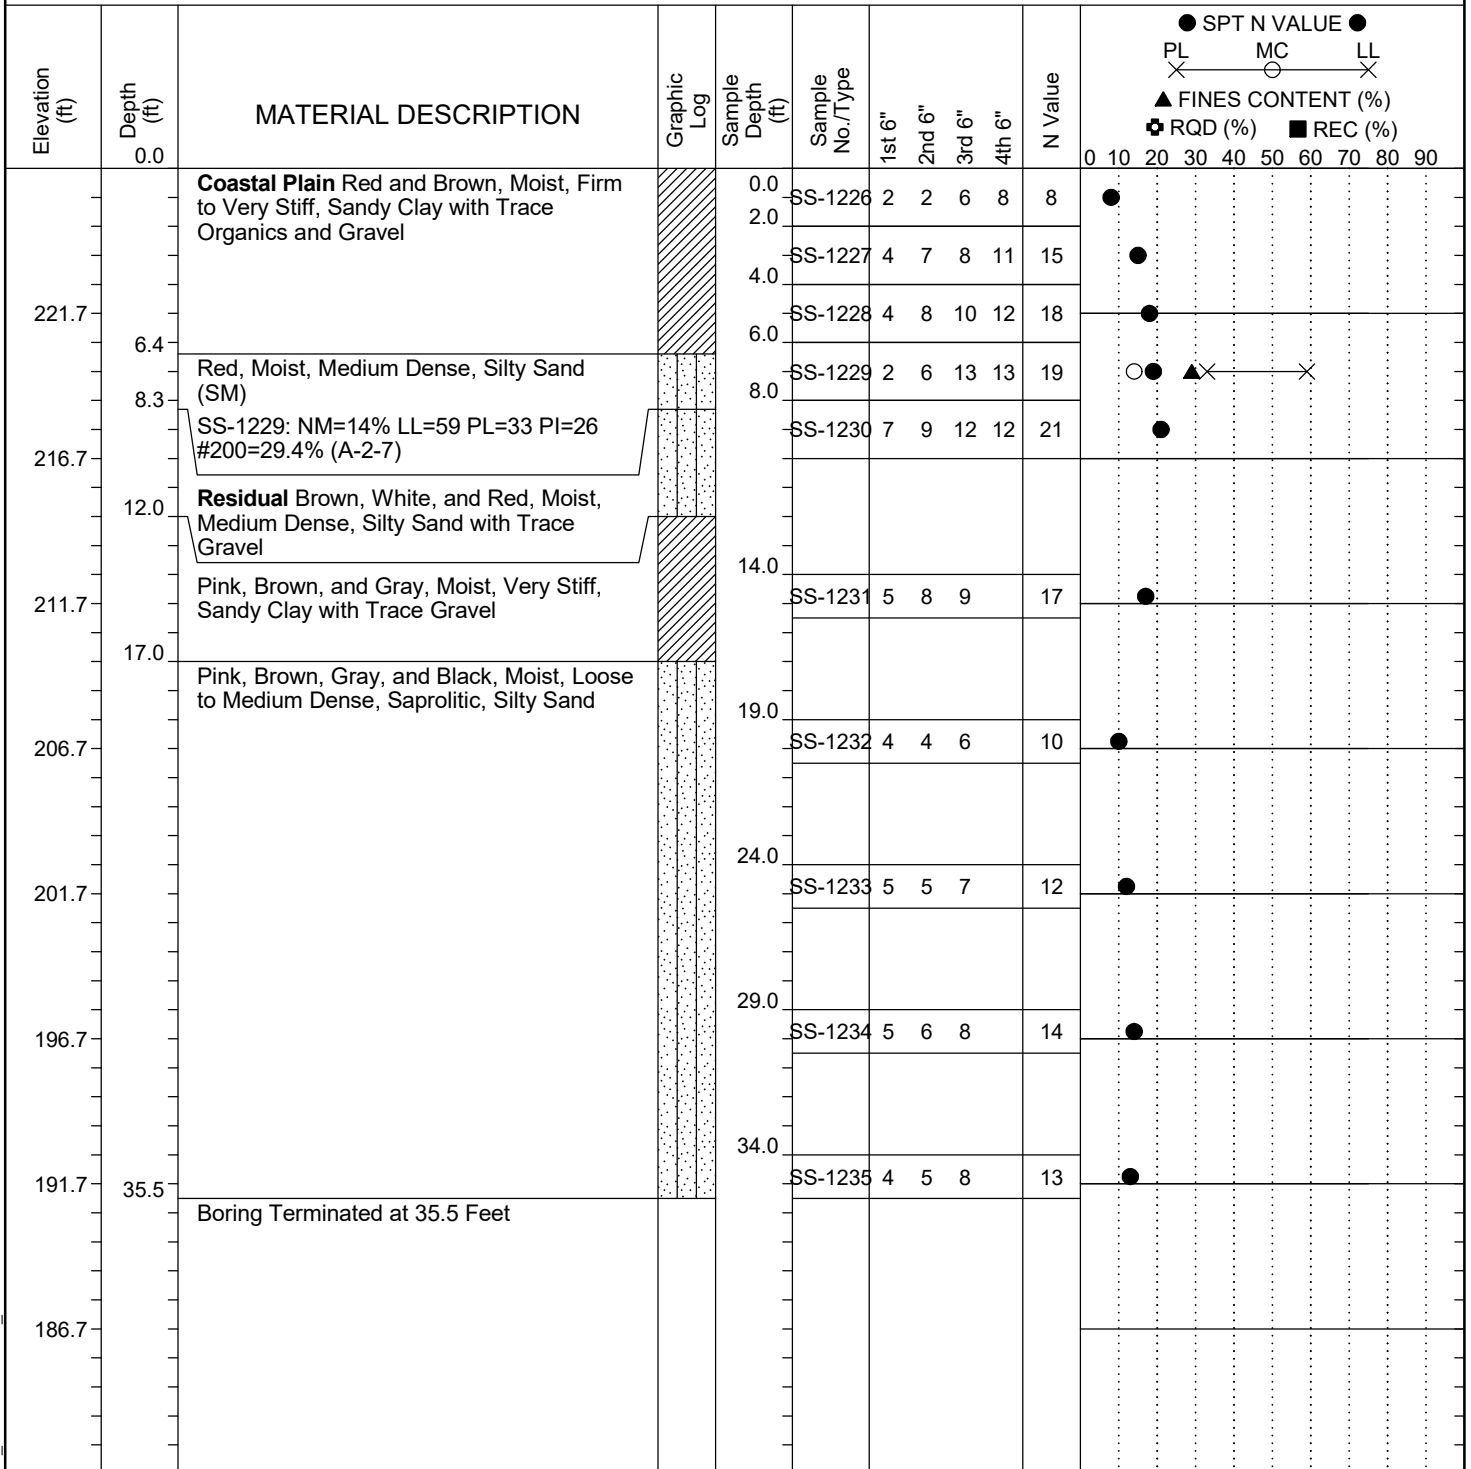 ● SPT N VALUE ●
PL MC LL
▲ FINES CONTENT (%)
RQD (%) ■ REC (%)
Elevation (ft)
Depth (ft)
MATERIAL DESCRIPTION
Graphic Log
Sample Depth (ft)
Sample No./Type
1st 6"
2nd 6"
3rd 6"
4th 6"
N Value
0.0
0 10 20 30 40 50 60 70 80 90
Coastal Plain Red and Brown, Moist, Firm
to Very Stiff, Sandy Clay with Trace
Organics and Gravel
0.0
SS-1226 2 2 6 8 8
2.0
SS-1227 4 7 8 11 15
4.0
221.7
SS-1228 4 8 10 12 18
6.0
6.4
Red, Moist, Medium Dense, Silty Sand
(SM)
SS-1229 2 6 13 13 19
8.0
8.3
SS-1229: NM=14% LL=59 PL=33 PI=26
#200=29.4% (A-2-7)
SS-1230 7 9 12 12 21
216.7
Residual Brown, White, and Red, Moist,
Medium Dense, Silty Sand with Trace
Gravel
12.0
14.0
Pink, Brown, and Gray, Moist, Very Stiff,
Sandy Clay with Trace Gravel
211.7
SS-1231 5 8 9 17
17.0
Pink, Brown, Gray, and Black, Moist, Loose
to Medium Dense, Saprolitic, Silty Sand
19.0
206.7
SS-1232 4 4 6 10
24.0
201.7
SS-1233 5 5 7 12
29.0
196.7
SS-1234 5 6 8 14
34.0
191.7
SS-1235 4 5 8 13
35.5
Boring Terminated at 35.5 Feet
186.7